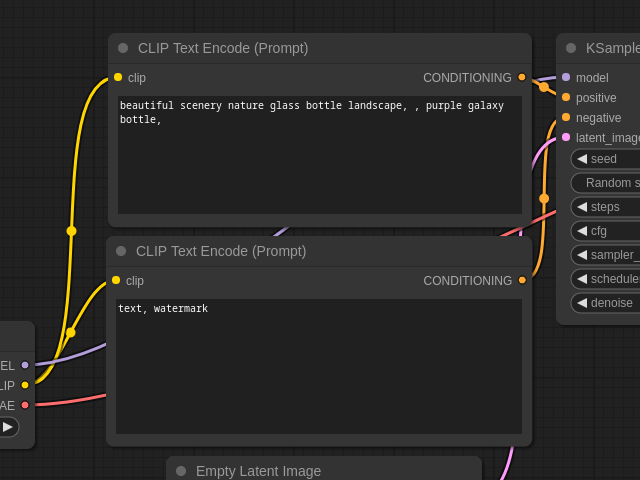 CLIP Text Encode (Prompt)
clip
CONDITIONING
beautiful scenery nature glass bottle landscape, , purple galaxy
bottle,
CLIP Text Encode (Prompt)
clip
CONDITIONING
text, watermark
EL
LIP
AE
Empty Latent Image
KSample
model
positive
negative
latent_image
seed
Random s
steps
cfg
sampler_
scheduler
denoise